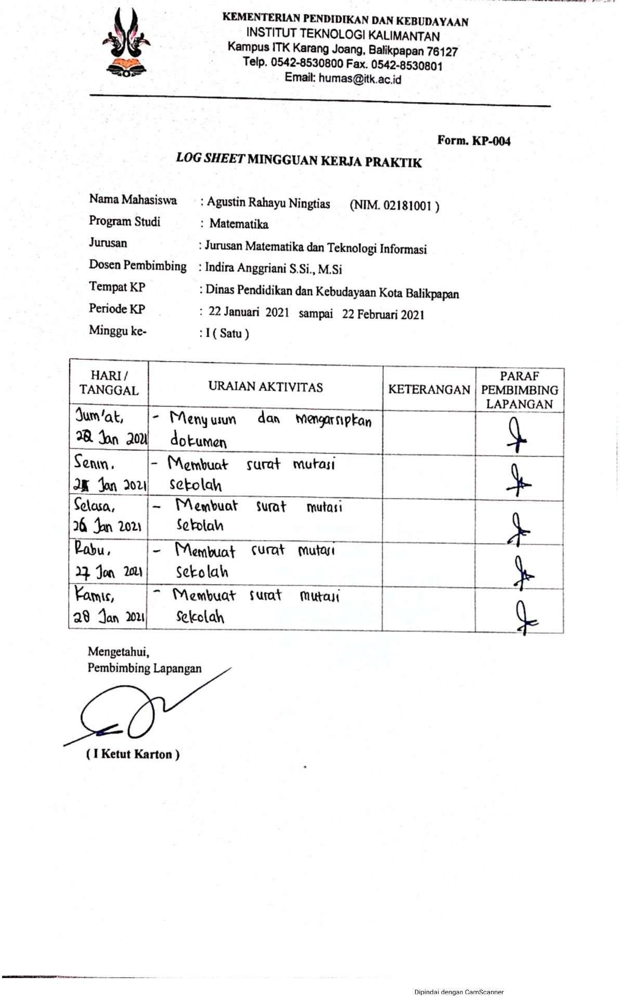 KEMENTERIAN PENDIDIKAN DAN KEBUDAYAAN
INSTITUT TEKNOLOGI KALIMANTAN
Kampus ITK Karang Joang, Balikpapan 76127
Telp. 0542-8530800 Fax. 0542-8530801
Email: humas@itk.ac.id
Form. KP-004
LOG SHEET MINGGUAN KERJA PRAKTIK
Nama Mahasiswa : Agustin Rahayu Ningtias (NIM. 02181001 )
Program Studi : Matematika
Jurusan : Jurusan Matematika dan Teknologi Informasi
Dosen Pembimbing : Indira Anggriani S.Si., M.Si
Tempat KP : Dinas Pendidikan dan Kebudayaan Kota Balikpapan
Periode KP : 22 Januari 2021 sampai 22 Februari 2021
Minggu ke- : I ( Satu )
HARI / TANGGAL URAIAN AKTIVITAS KETERANGAN PARAF PEMBIMBING LAPANGAN
Jum'at, - Menyusun dan mengarsipkan
22 Jan 2021 dokumen
Senin. - Membuat surat mutasi
25 Jan 2021 sekolah
Selasa, - Membuat surat mutasi
26 Jan 2021 sekolah
Rabu, - Membuat surat mutasi
27 Jan 2021 sekolah
Kamis, - Membuat surat mutasi
28 Jan 2021 sekolah
Mengetahui,
Pembimbing Lapangan
( I Ketut Karton )
Dipindai dengan CamScanner